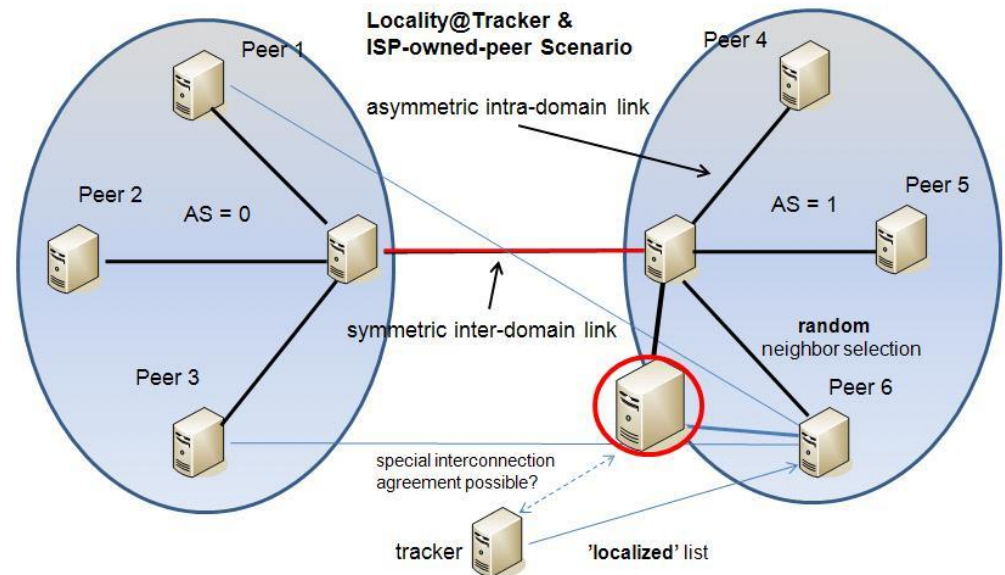 Locality@Tracker &
ISP-owned-peer Scenario
Peer 1
Peer 4
asymmetric intra-domain link
Peer 2
AS = 0
Peer 5
AS = 1
symmetric inter-domain link
random
neighbor selection
Peer 3
Peer 6
special interconnection
agreement possible?
tracker
'localized' list